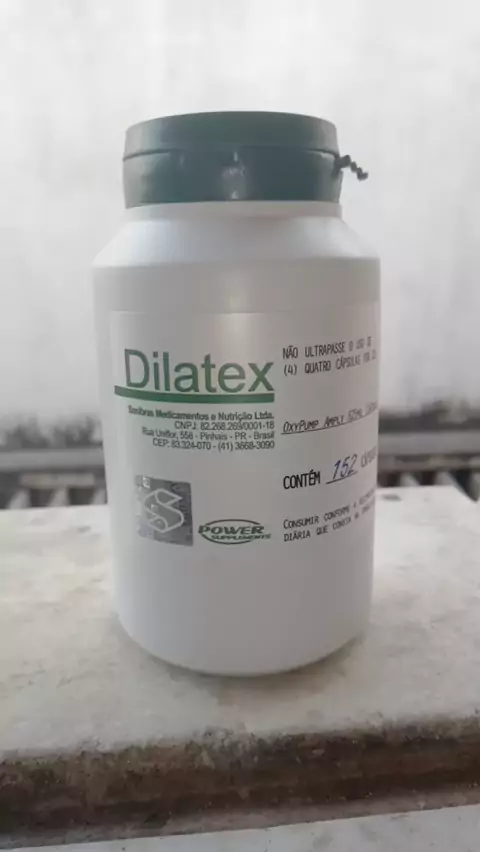 Dilatex
Sanibras Medicamentos e Nutrição Ltda.
CNPJ: 82.268.269/0001-18
Rua Uniflor, 558 - Pinhais - PR - Brasil
CEP: 83.324-070 - (41) 3668-3090
POWER
SUPPLEMENTS
NÃO ULTRAPASSE O USO DE
(4) QUATRO CÁPSULAS POR
OXYPUMP AMPLY
CONTÉM 152
CONSUMIR CONFORME A
DIÁRIA QUE CONSTA NA